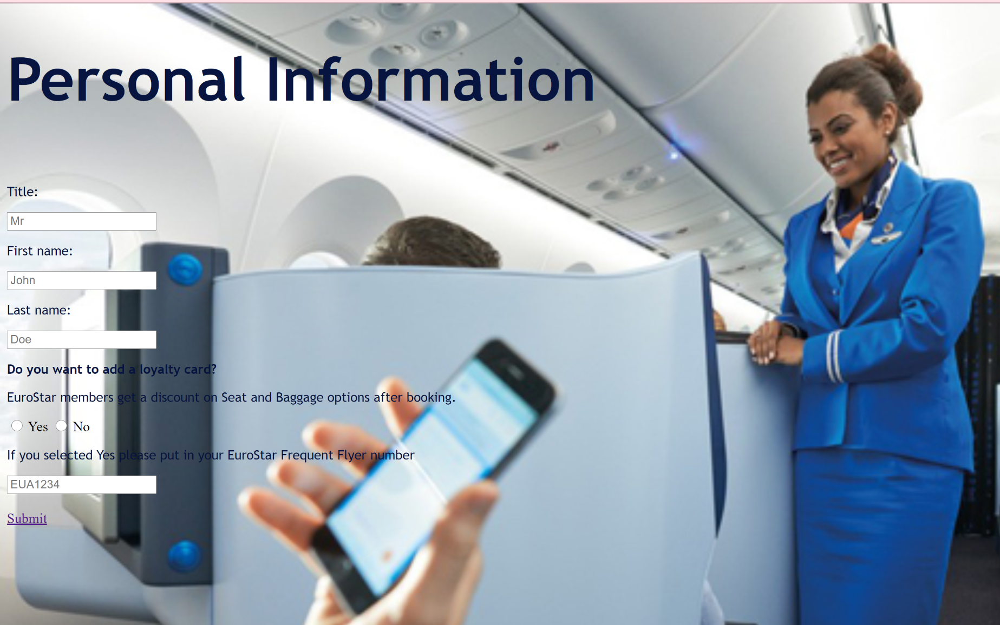 Personal Information
Title:
Mr
First name:
John
Last name:
Doe
Do you want to add a loyalty card?
EuroStar members get a discount on Seat and Baggage options after booking.
Yes No
If you selected Yes please put in your EuroStar Frequent Flyer number
EUA1234
Submit